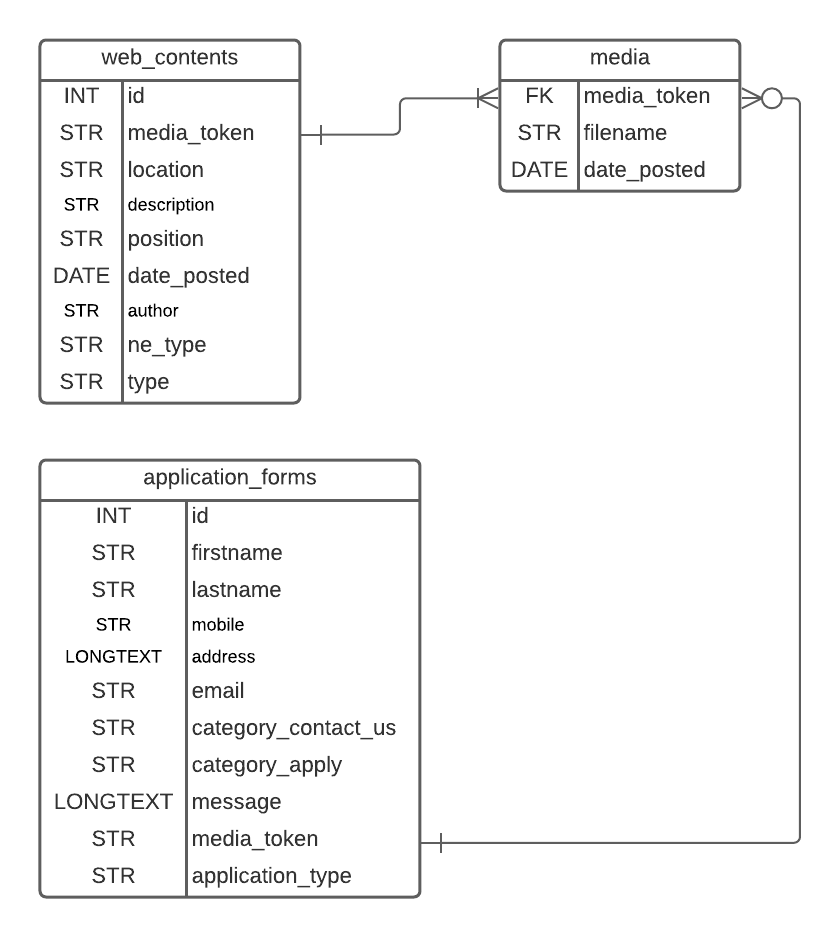 web_contents
INT id
STR media_token
STR location
STR description
STR position
DATE date_posted
STR author
STR ne_type
STR type
media
FK media_token
STR filename
DATE date_posted
application_forms
INT id
STR firstname
STR lastname
STR mobile
LONGTEXT address
STR email
STR category_contact_us
STR category_apply
LONGTEXT message
STR media_token
STR application_type